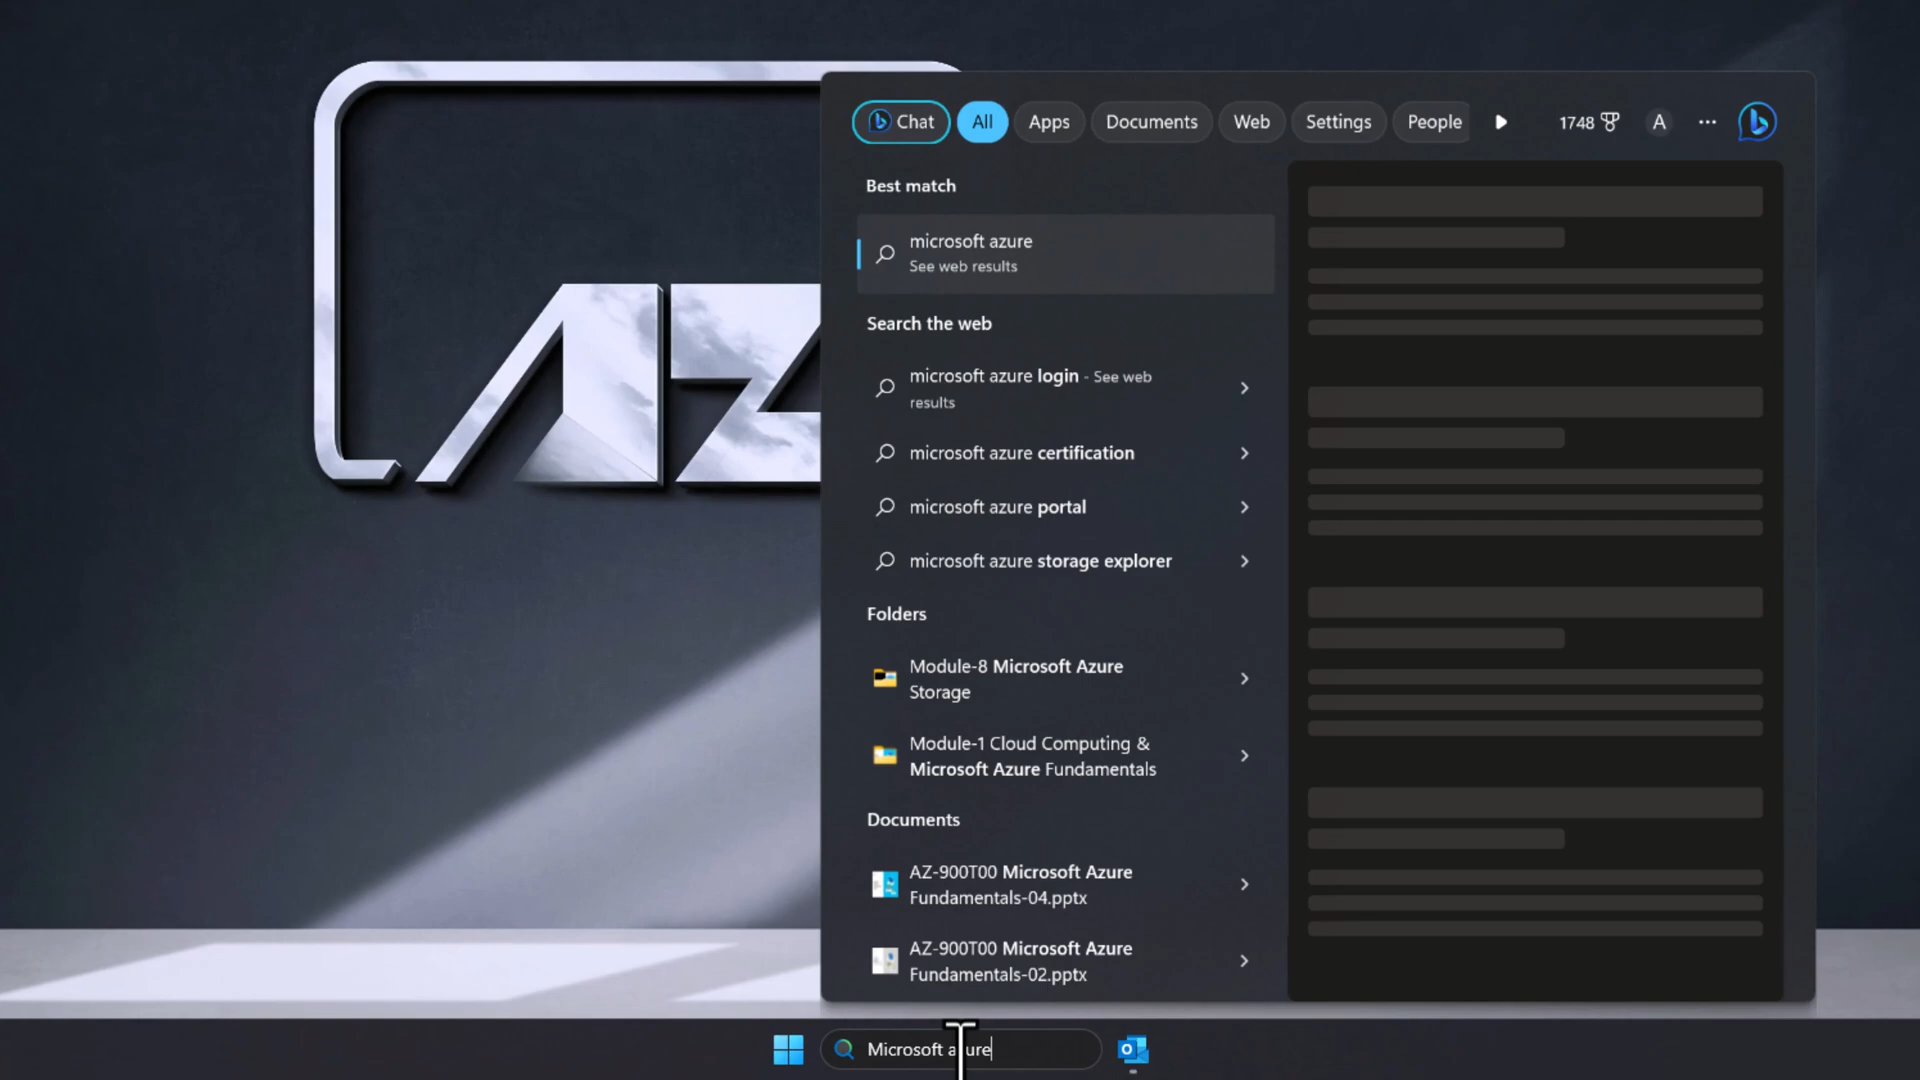 AZ
Chat
All
Apps
Documents
Web
Settings
People
1748
A
Best match
microsoft azure
See web results
Search the web
microsoft azure login - See web
results
microsoft azure certification
microsoft azure portal
microsoft azure storage explorer
Folders
Module-8 Microsoft Azure
Storage
Module-1 Cloud Computing &
Microsoft Azure Fundamentals
Documents
AZ-900T00 Microsoft Azure
Fundamentals-04.pptx
AZ-900T00 Microsoft Azure
Fundamentals-02.pptx
Microsoft azure